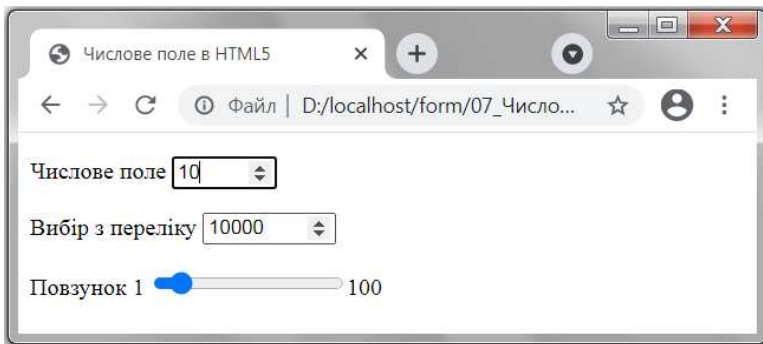 Числове поле в HTML5
Файл | D:/localhost/form/07_Число...
Числове поле 10
Вибір з переліку 10000
Повзунок 1 100